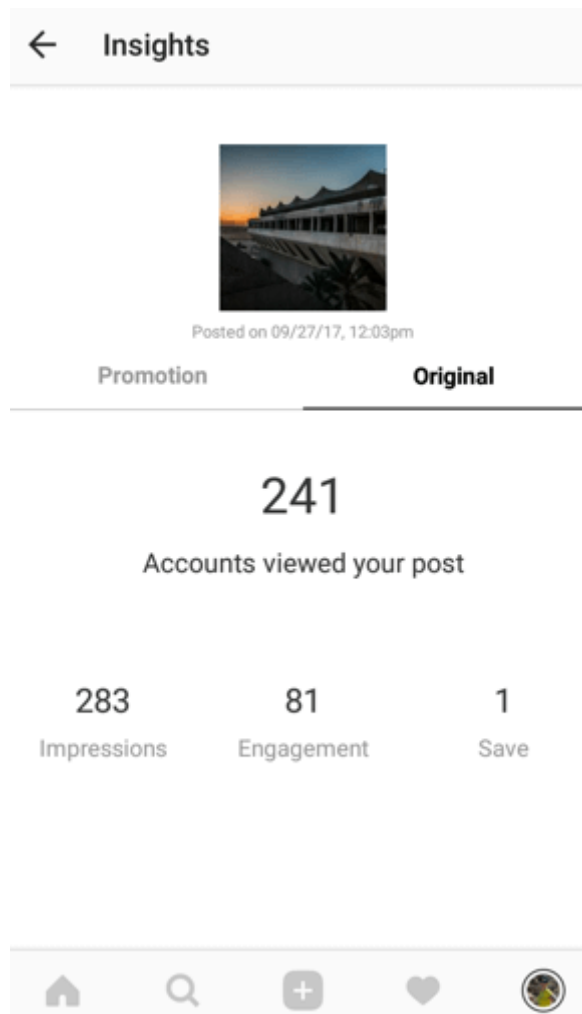 Insights
Posted on 09/27/17, 12:03pm
Promotion Original
241
Accounts viewed your post
283 81 1
Impressions Engagement Save